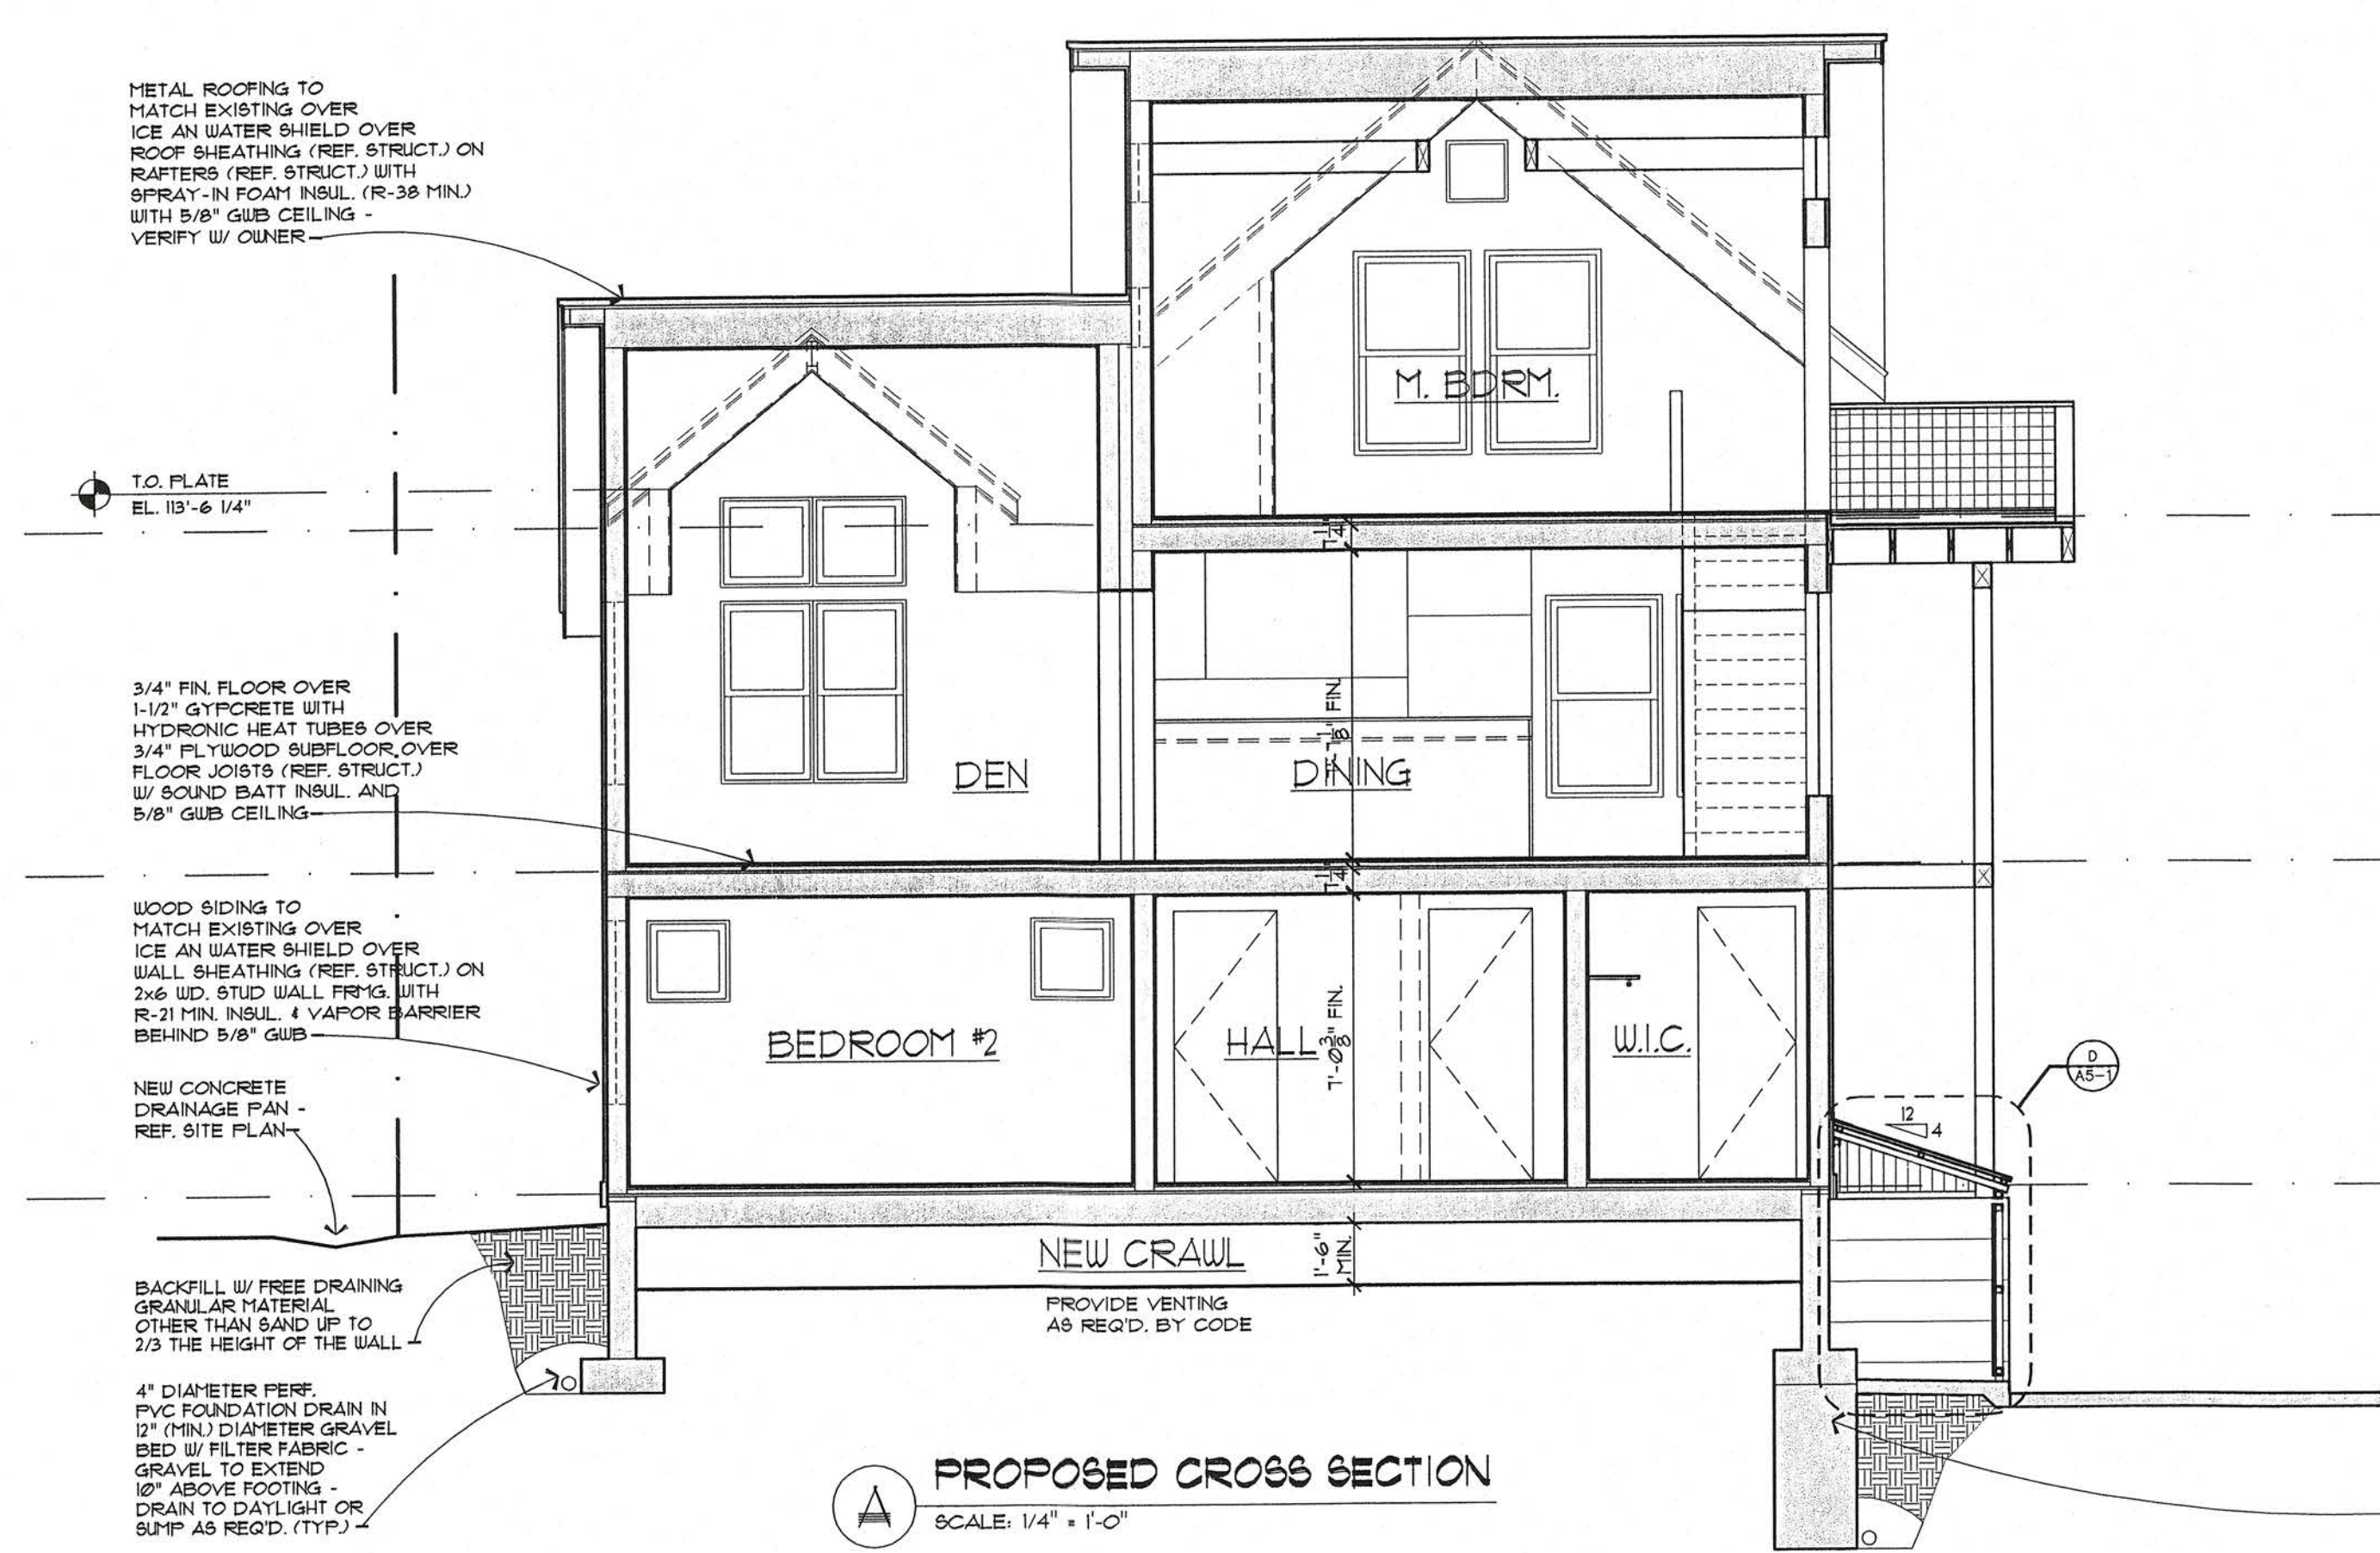 METAL ROOFING TO
MATCH EXISTING OVER
ICE AN WATER SHIELD OVER
ROOF SHEATHING (REF. STRUCT.) ON
RAFTERS (REF. STRUCT.) WITH
SPRAY-IN FOAM INSUL. (R-38 MIN.)
WITH 5/8" GWB CEILING -
VERIFY W/ OWNER
T.O. PLATE
EL. 113'-6 1/4"
3/4" FIN. FLOOR OVER
1-1/2" GYPCRETE WITH
HYDRONIC HEAT TUBES OVER
3/4" PLYWOOD SUBFLOOR OVER
FLOOR JOISTS (REF. STRUCT.)
W/ SOUND BATT INSUL. AND
5/8" GWB CEILING
WOOD SIDING TO
MATCH EXISTING OVER
ICE AN WATER SHIELD OVER
WALL SHEATHING (REF. STRUCT.) ON
2x6 WD. STUD WALL FRMG. WITH
R-21 MIN. INSUL. & VAPOR BARRIER
BEHIND 5/8" GWB
NEW CONCRETE
DRAINAGE PAN -
REF. SITE PLAN
BACKFILL W/ FREE DRAINING
GRANULAR MATERIAL
OTHER THAN SAND UP TO
2/3 THE HEIGHT OF THE WALL
4" DIAMETER PERF.
PVC FOUNDATION DRAIN IN
12" (MIN.) DIAMETER GRAVEL
BED W/ FILTER FABRIC -
GRAVEL TO EXTEND
10" ABOVE FOOTING -
DRAIN TO DAYLIGHT OR
SUMP AS REQ'D. (TYP.)
M. BDRM.
DEN
DINING
FIN.
BEDROOM #2
HALL
7'-0 3/8" FIN.
W.I.C.
D
A5-1
12
4
NEW CRAWL
1'-6"
MIN.
PROVIDE VENTING
AS REQ'D. BY CODE
A
PROPOSED CROSS SECTION
SCALE: 1/4" = 1'-0"